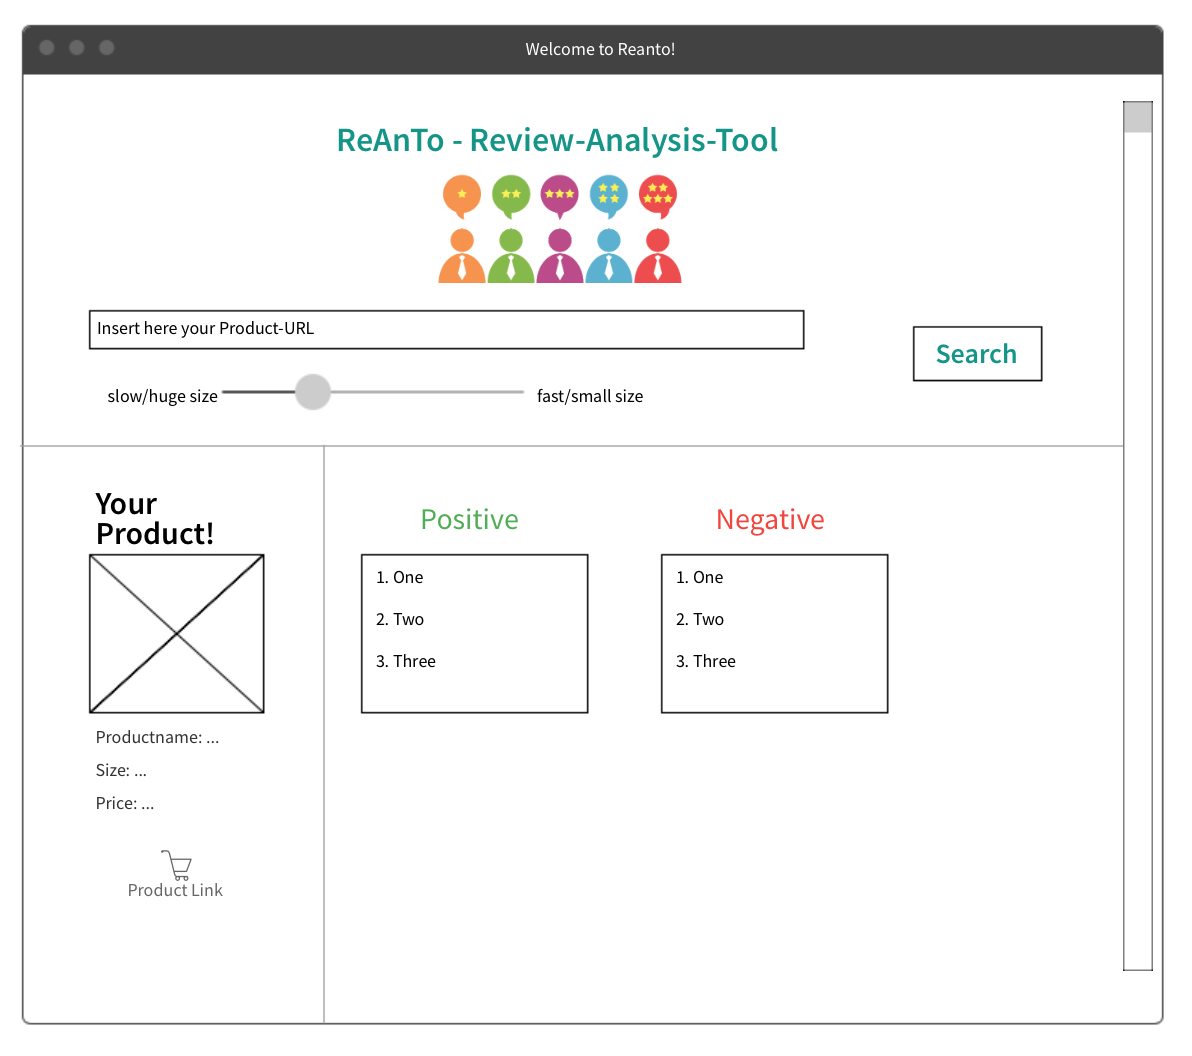 Welcome to Reanto!
ReAnTo - Review-Analysis-Tool
Insert here your Product-URL
Search
slow/huge size
fast/small size
Your
Product!
Productname: ...
Size: ...
Price: ...
Product Link
Positive
1. One
2. Two
3. Three
Negative
1. One
2. Two
3. Three